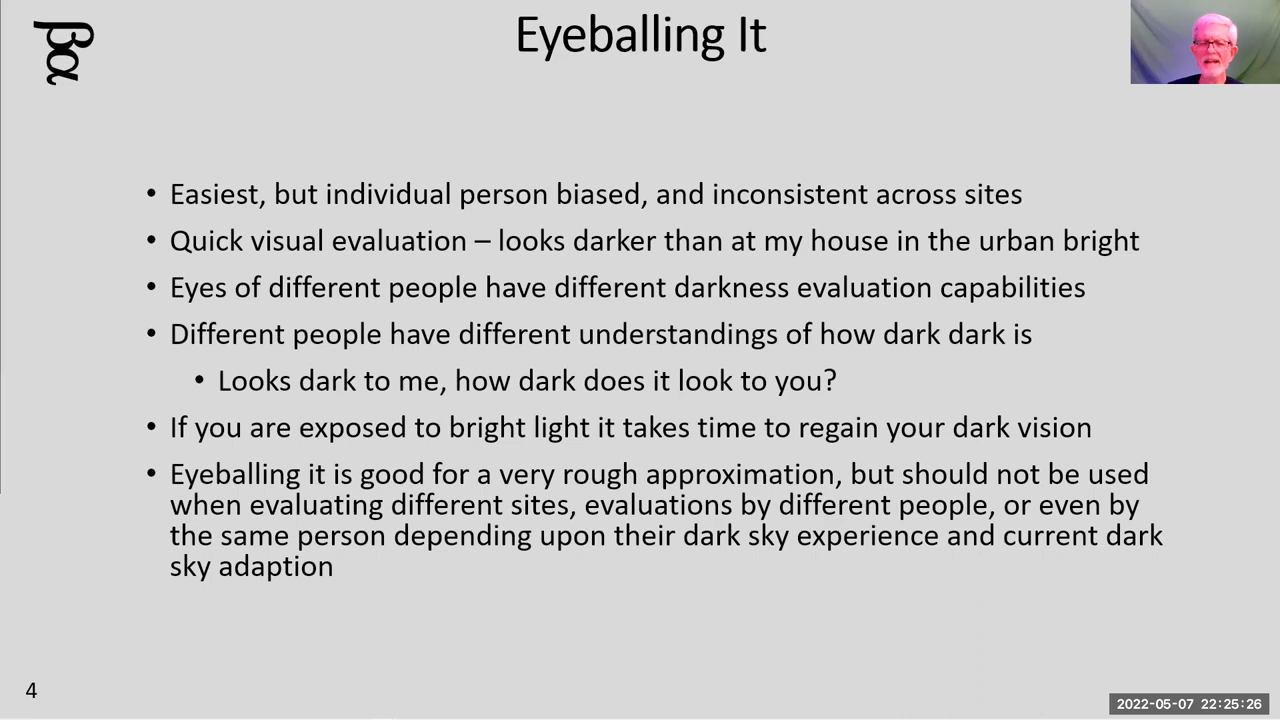 βα
Eyeballing It
• Easiest, but individual person biased, and inconsistent across sites
• Quick visual evaluation – looks darker than at my house in the urban bright
• Eyes of different people have different darkness evaluation capabilities
• Different people have different understandings of how dark dark is
• Looks dark to me, how dark does it look to you?
• If you are exposed to bright light it takes time to regain your dark vision
• Eyeballing it is good for a very rough approximation, but should not be used
when evaluating different sites, evaluations by different people, or even by
the same person depending upon their dark sky experience and current dark
sky adaption
4
2022-05-07 22:25:26